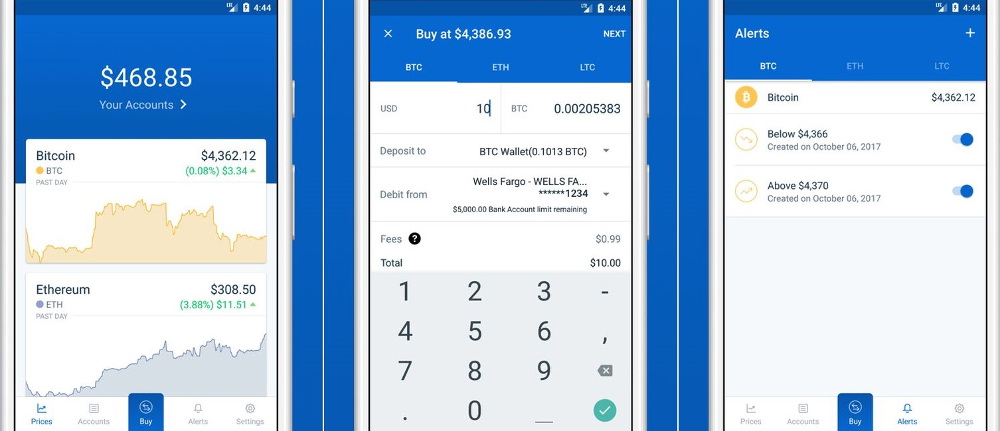 LTE 4:44
$468.85
Your Accounts
Bitcoin $4,362.12
BTC (0.08%) $3.34
PAST DAY
Ethereum $308.50
ETH (3.88%) $11.51
PAST DAY
Prices Accounts Buy Alerts Settings
LTE 4:44
Buy at $4,386.93 NEXT
BTC ETH LTC
USD 10 BTC 0.00205383
Deposit to BTC Wallet(0.1013 BTC)
Wells Fargo - WELLS FA...
Debit from ******1234
$5,000.00 Bank Account limit remaining
Fees ? $0.99
Total $10.00
1 2 3 -
4 5 6 ,
7 8 9
. 0 _
LTE 4:44
Alerts +
BTC ETH LTC
Bitcoin $4,362.12
Below $4,366
Created on October 06, 2017
Above $4,370
Created on October 06, 2017
Prices Accounts Buy Alerts Settings